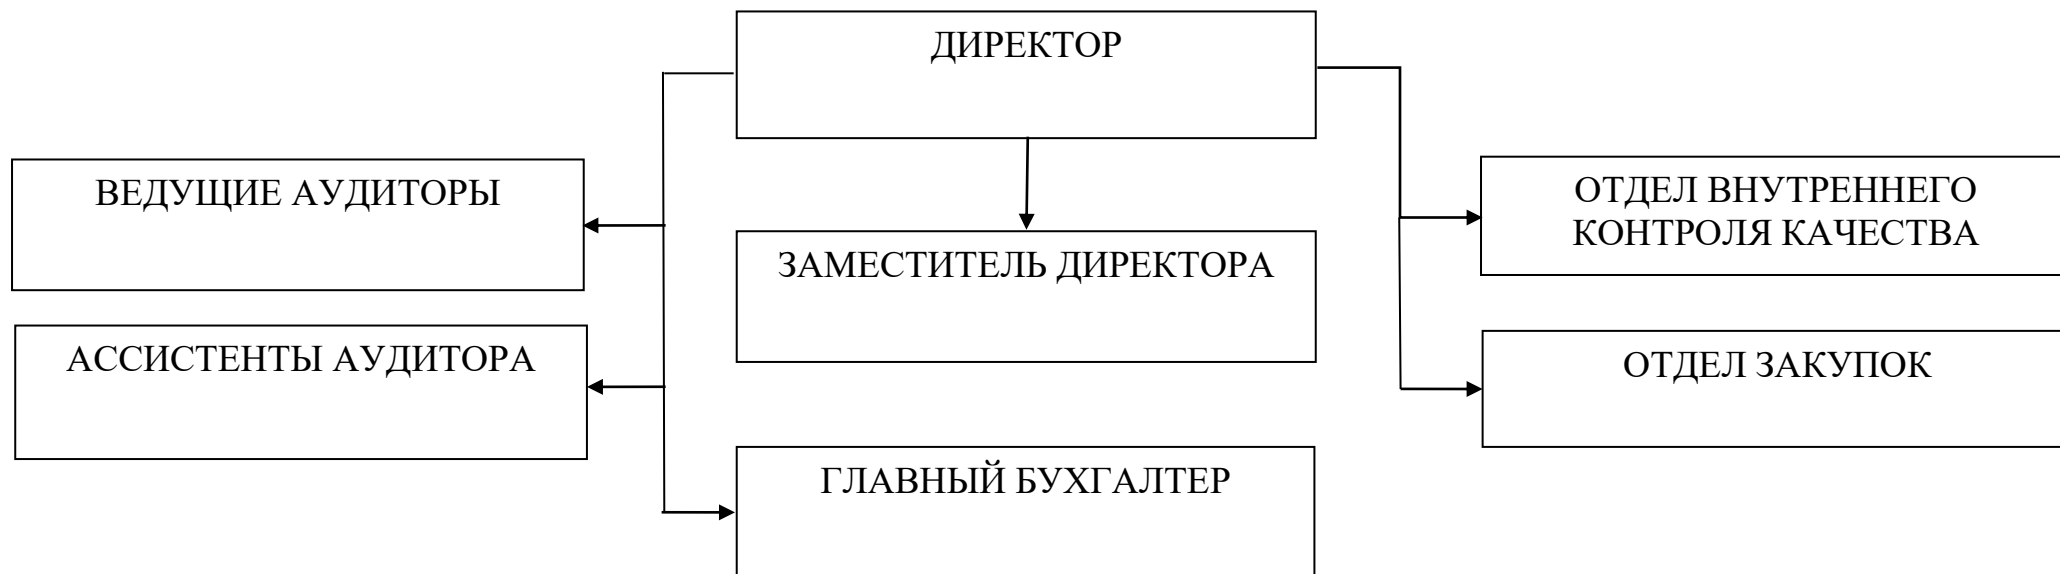 ДИРЕКТОР
ВЕДУЩИЕ АУДИТОРЫ
ОТДЕЛ ВНУТРЕННЕГО
КОНТРОЛЯ КАЧЕСТВА
ЗАМЕСТИТЕЛЬ ДИРЕКТОРА
АССИСТЕНТЫ АУДИТОРА
ОТДЕЛ ЗАКУПОК
ГЛАВНЫЙ БУХГАЛТЕР